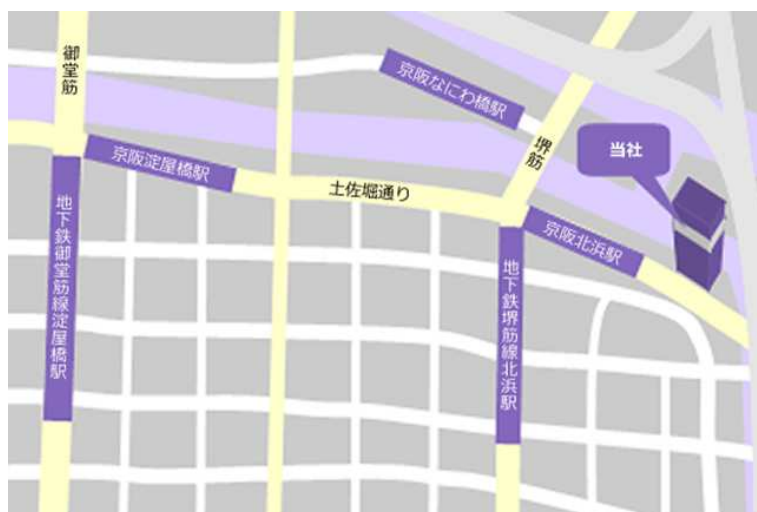 御堂筋
京阪なにわ橋駅
堺筋
当社
京阪淀屋橋駅
土佐堀通り
京阪北浜駅
地下鉄御堂筋線淀屋橋駅
地下鉄堺筋線北浜駅